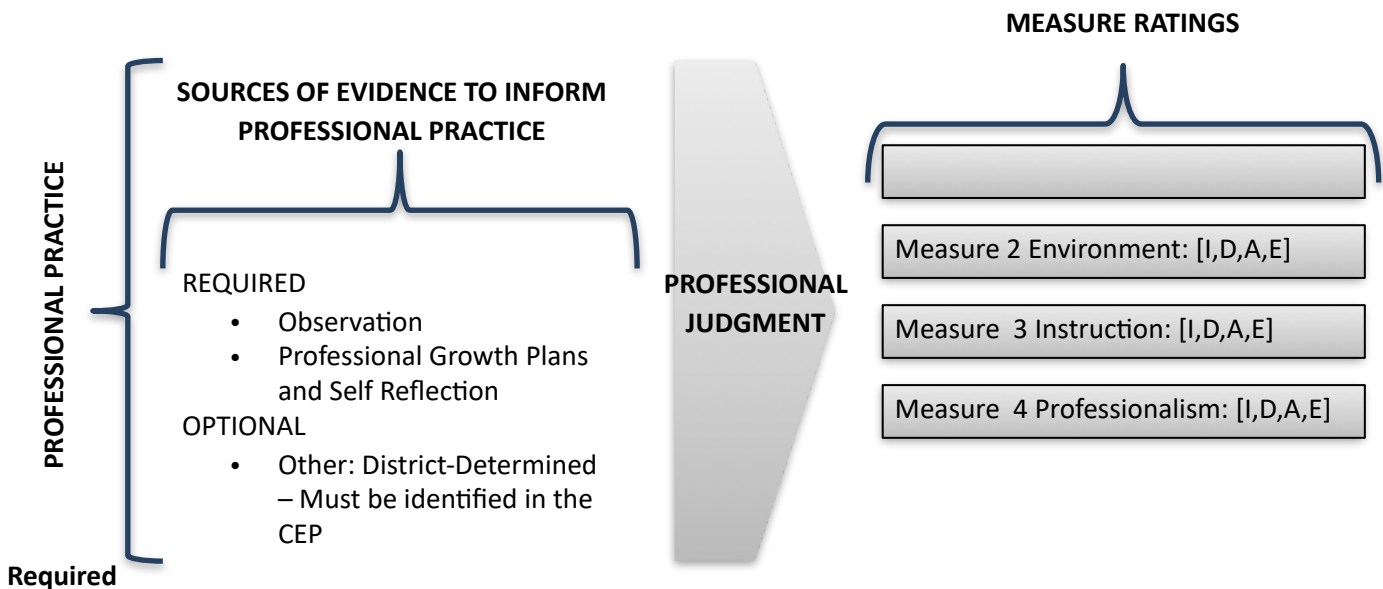 MEASURE RATINGS
SOURCES OF EVIDENCE TO INFORM
PROFESSIONAL PRACTICE
PROFESSIONAL PRACTICE
REQUIRED
• Observation
• Professional Growth Plans
and Self Reflection
OPTIONAL
• Other: District-Determined
– Must be identified in the
CEP
PROFESSIONAL
JUDGMENT
Measure 2 Environment: [I,D,A,E]
Measure 3 Instruction: [I,D,A,E]
Measure 4 Professionalism: [I,D,A,E]
Required